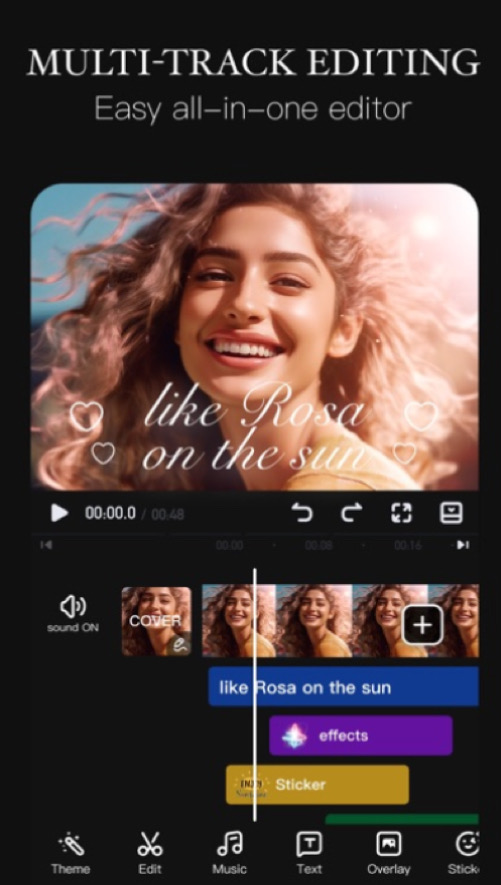 MULTI-TRACK EDITING
Easy all-in-one editor
like Rosa
on the sun
00:00.0 / 00:48
00:00 00:08 00:16
sound ON
COVER
like Rosa on the sun
effects
Sticker
Theme Edit Music Text Overlay Stick